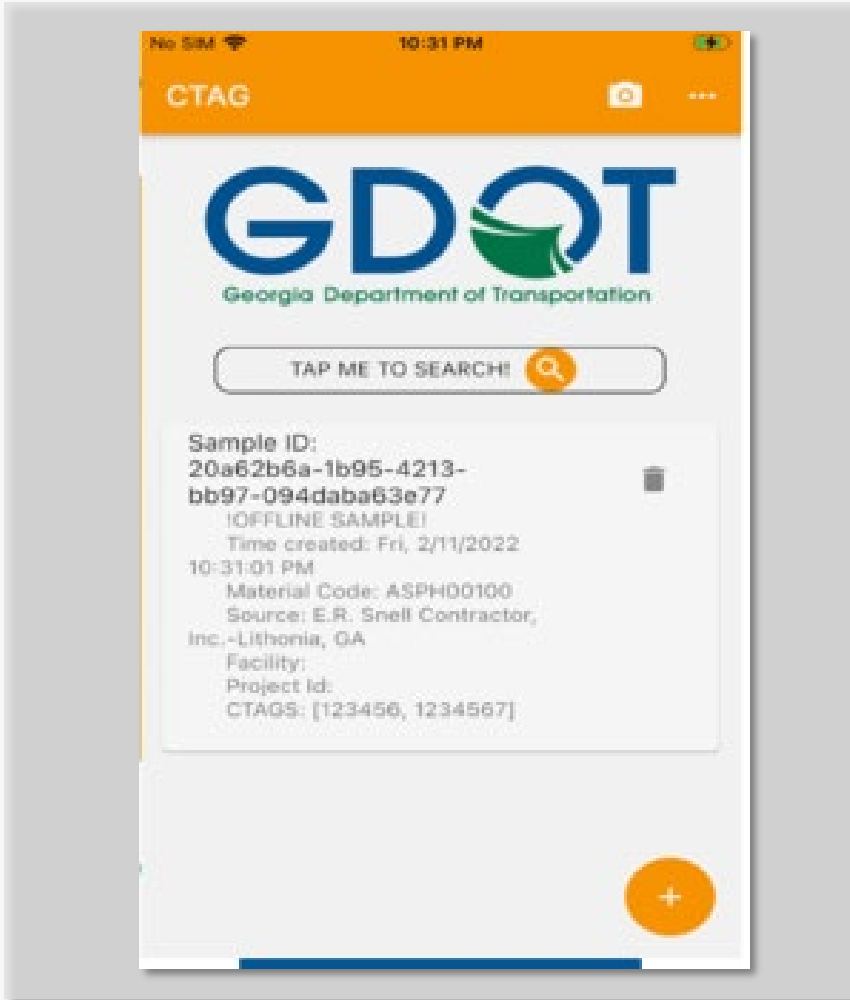 No SIM 10:31 PM
CTAG
GDOT
Georgia Department of Transportation
TAP ME TO SEARCH!
Sample ID:
20a62b6a-1b95-4213-
bb97-094daba63e77
!OFFLINE SAMPLE!
Time created: Fri, 2/11/2022
10:31:01 PM
Material Code: ASPH00100
Source: E.R. Snell Contractor,
Inc.-Lithonia, GA
Facility:
Project Id:
CTAGS: [123456, 1234567]